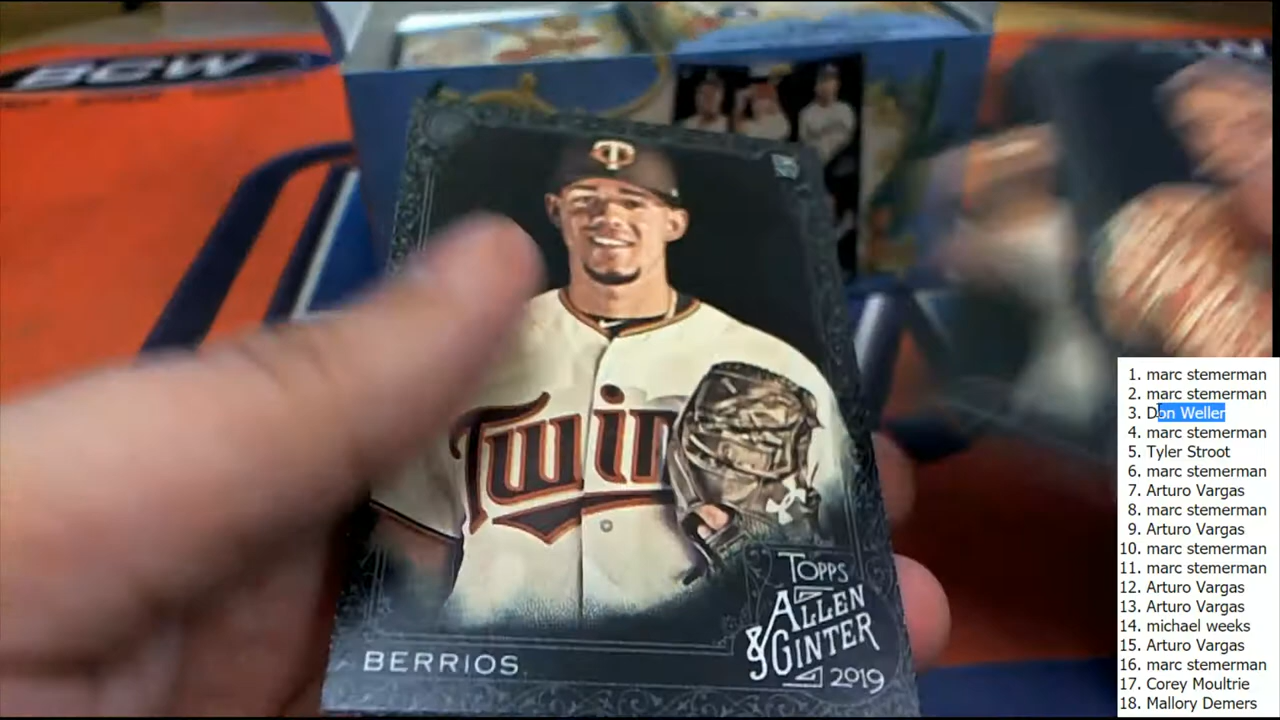 BCW
T
Twin
TOPPS
ALLEN
& GINTER
2019
BERRIOS
1. marc stemerman
2. marc stemerman
3. Don Weller
4. marc stemerman
5. Tyler Stroot
6. marc stemerman
7. Arturo Vargas
8. marc stemerman
9. Arturo Vargas
10. marc stemerman
11. marc stemerman
12. Arturo Vargas
13. Arturo Vargas
14. michael weeks
15. Arturo Vargas
16. marc stemerman
17. Corey Moultrie
18. Mallory Demers